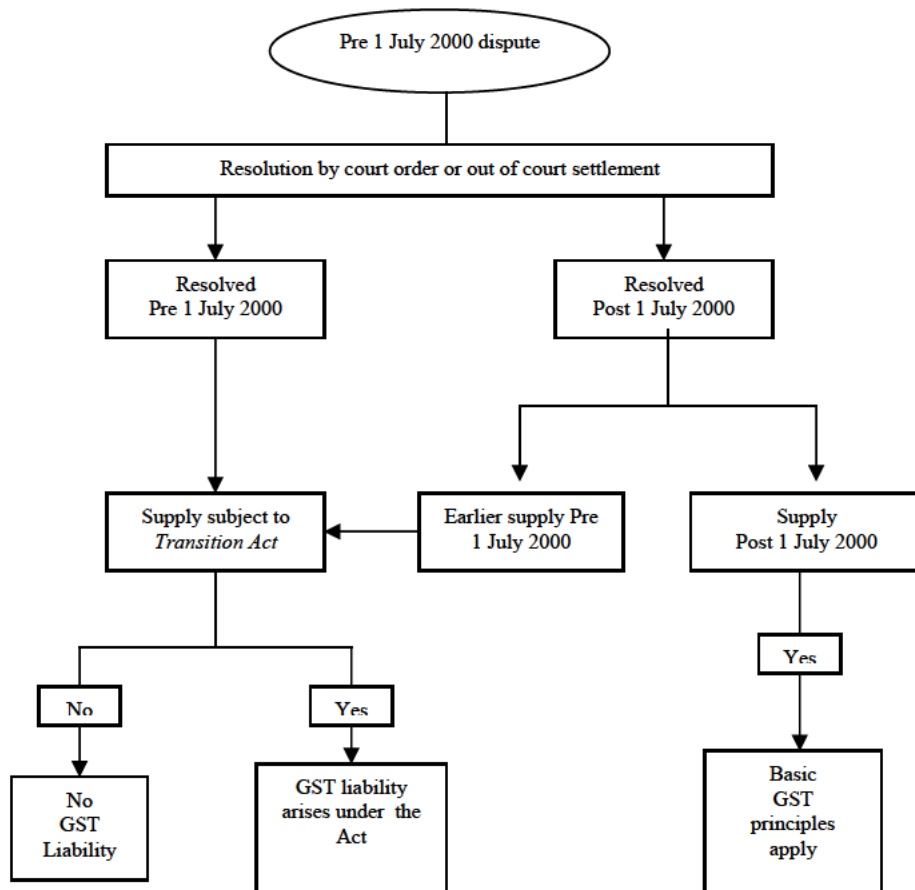 Pre 1 July 2000 dispute
Resolution by court order or out of court settlement
Resolved
Pre 1 July 2000
Resolved
Post 1 July 2000
Supply subject to
Transition Act
Earlier supply Pre
1 July 2000
Supply
Post 1 July 2000
Yes
No
Yes
No
GST
Liability
GST liability
arises under the
Act
Basic
GST
principles
apply